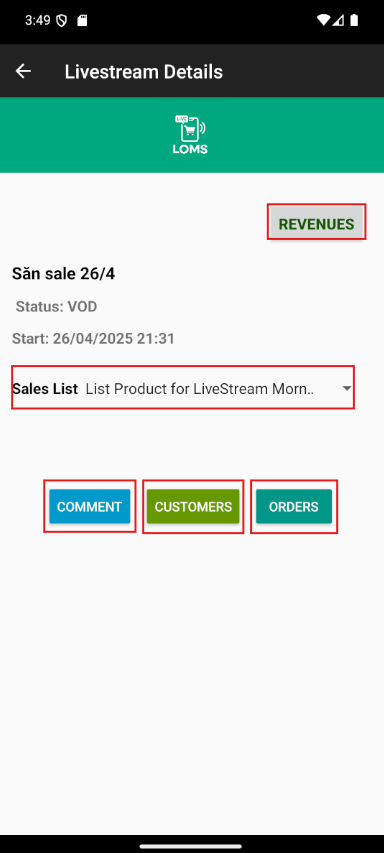 3:49
Livestream Details
LIVE
LOMS
REVENUES
Săn sale 26/4
Status: VOD
Start: 26/04/2025 21:31
Sales List List Product for LiveStream Morn..
COMMENT CUSTOMERS ORDERS